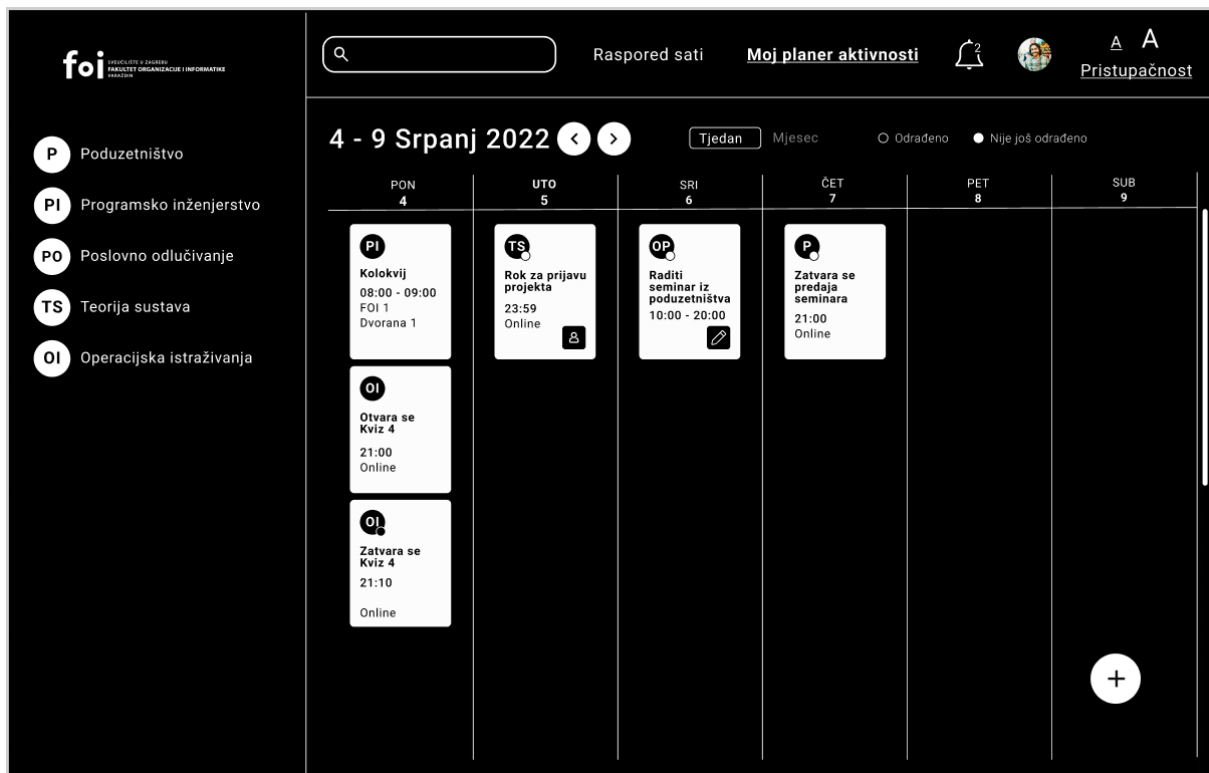 foi
SVEUČILIŠTE U ZAGREBU
FAKULTET ORGANIZACIJE I INFORMATIKE
VARAŽDIN
Raspored sati
Moj planer aktivnosti
2
A A
Pristupačnost
P Poduzetništvo
PI Programsko inženjerstvo
PO Poslovno odlučivanje
TS Teorija sustava
OI Operacijska istraživanja
4 - 9 Srpanj 2022
Tjedan
Mjesec
Odrađeno
Nije još odrađeno
PON
4
UTO
5
SRI
6
ČET
7
PET
8
SUB
9
PI
Kolokvij
08:00 - 09:00
FOI 1
Dvorana 1
OI
Otvara se
Kviz 4
21:00
Online
OI
Zatvara se
Kviz 4
21:10
Online
TS
Rok za prijavu
projekta
23:59
Online
OP
Raditi
seminar iz
poduzetništva
10:00 - 20:00
P
Zatvara se
predaja
seminara
21:00
Online